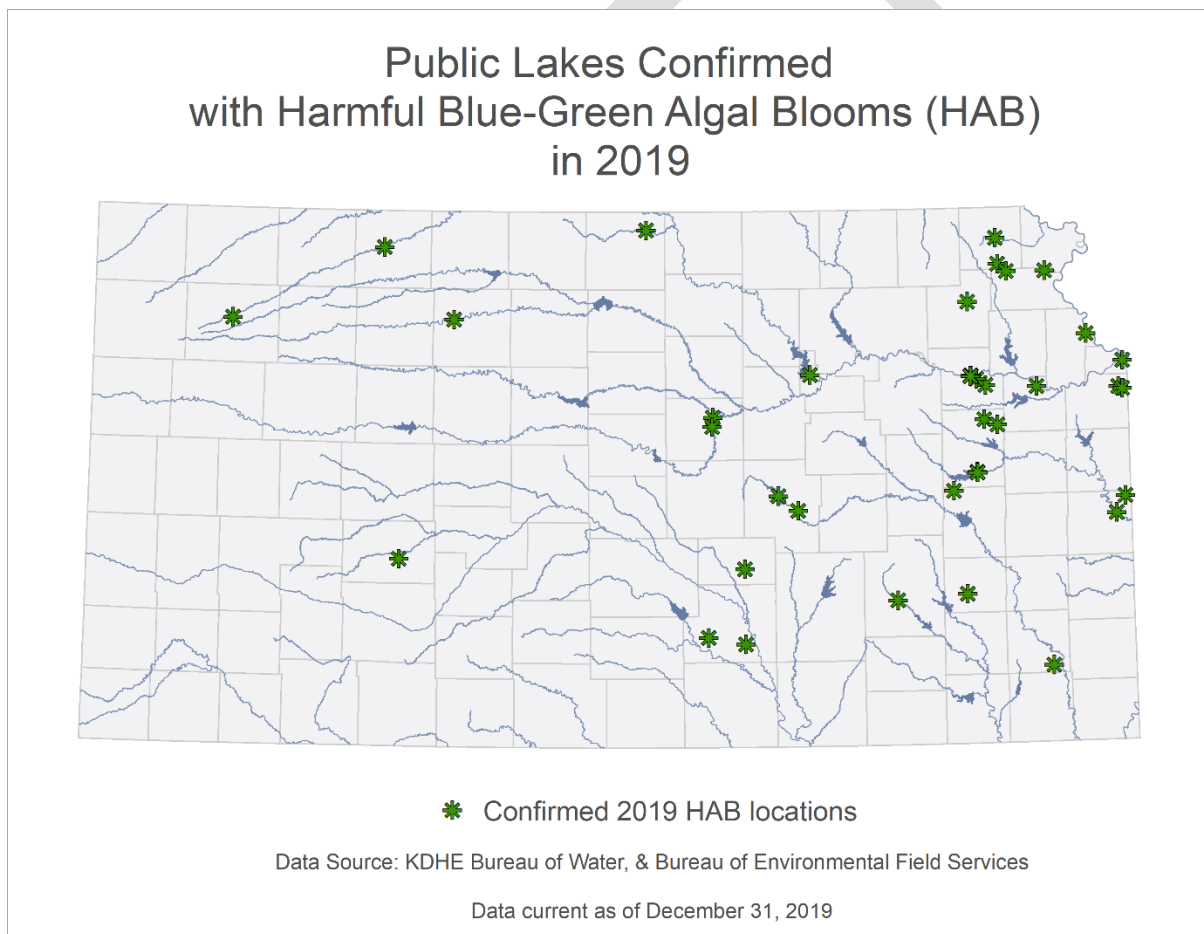 Public Lakes Confirmed
with Harmful Blue-Green Algal Blooms (HAB)
in 2019
Confirmed 2019 HAB locations
Data Source: KDHE Bureau of Water, & Bureau of Environmental Field Services
Data current as of December 31, 2019